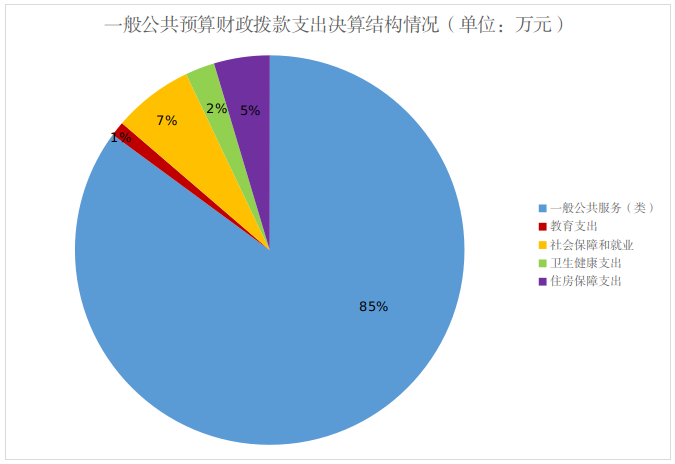 一般公共预算财政拨款支出决算结构情况（单位：万元）
2%
5%
7%
1%
85%
一般公共服务（类）
教育支出
社会保障和就业
卫生健康支出
住房保障支出